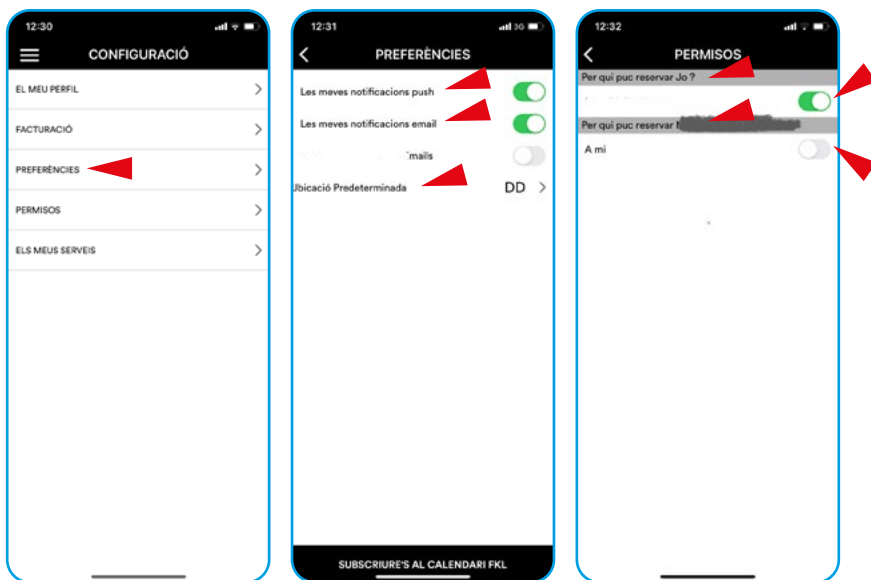 12:30
CONFIGURACIÓ
EL MEU PERFIL
FACTURACIÓ
PREFERÈNCIES
PERMISOS
ELS MEUS SERVEIS
12:31
3G
PREFERÈNCIES
Les meves notificacions push
Les meves notificacions email
Ubicació Predeterminada DD
SUBSCRIURE'S AL CALENDARI FKL
12:32
PERMISOS
Per qui puc reservar Jo ?
Per qui puc reservar
A mi